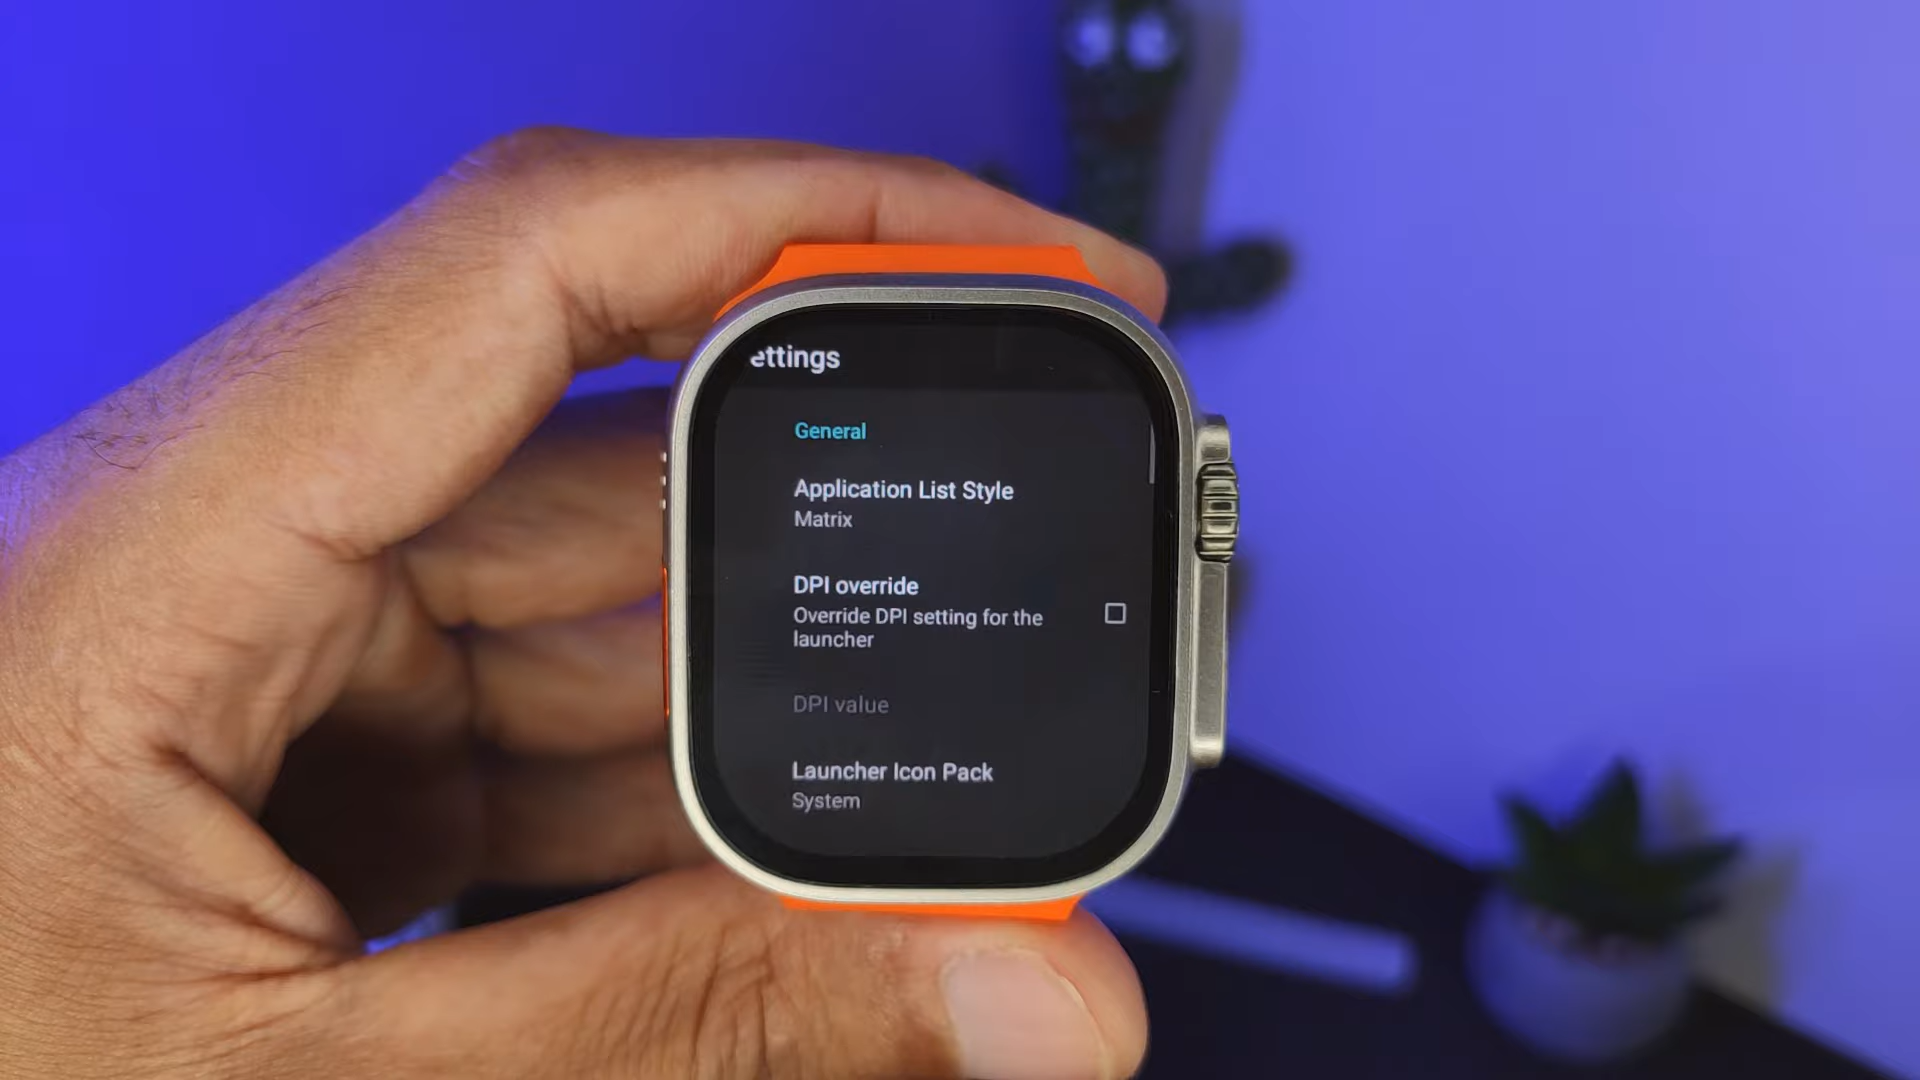 ettings
General
Application List Style
Matrix
DPI override
Override DPI setting for the
launcher
DPI value
Launcher Icon Pack
System